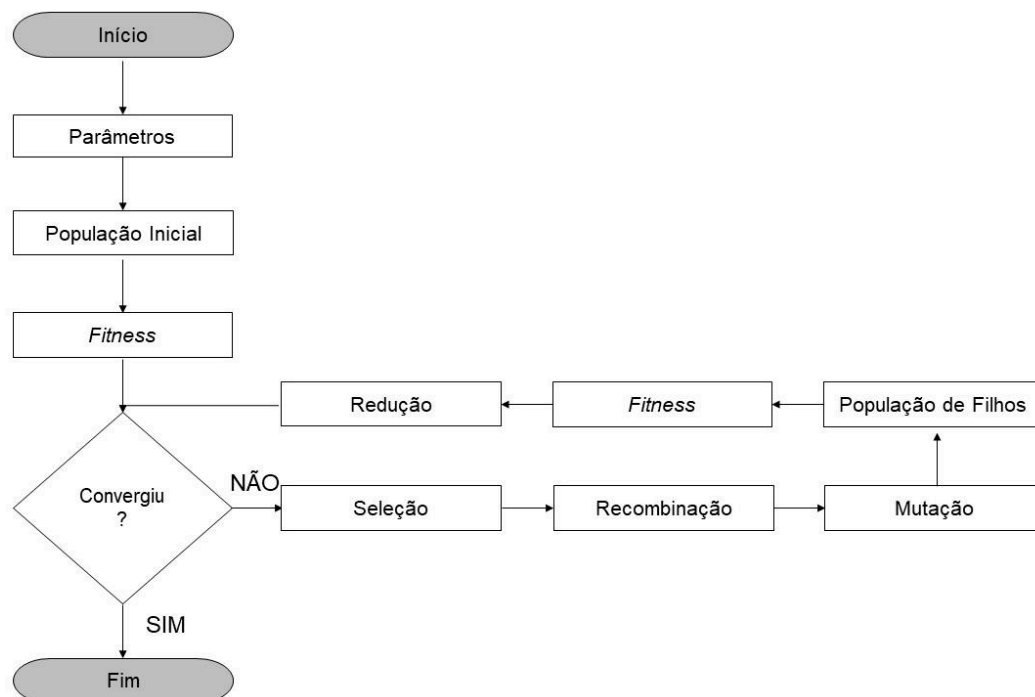 Início
Parâmetros
População Inicial
Fitness
Redução
Fitness
População de Filhos
Convergiu
?
NÃO
Seleção
Recombinação
Mutação
SIM
Fim